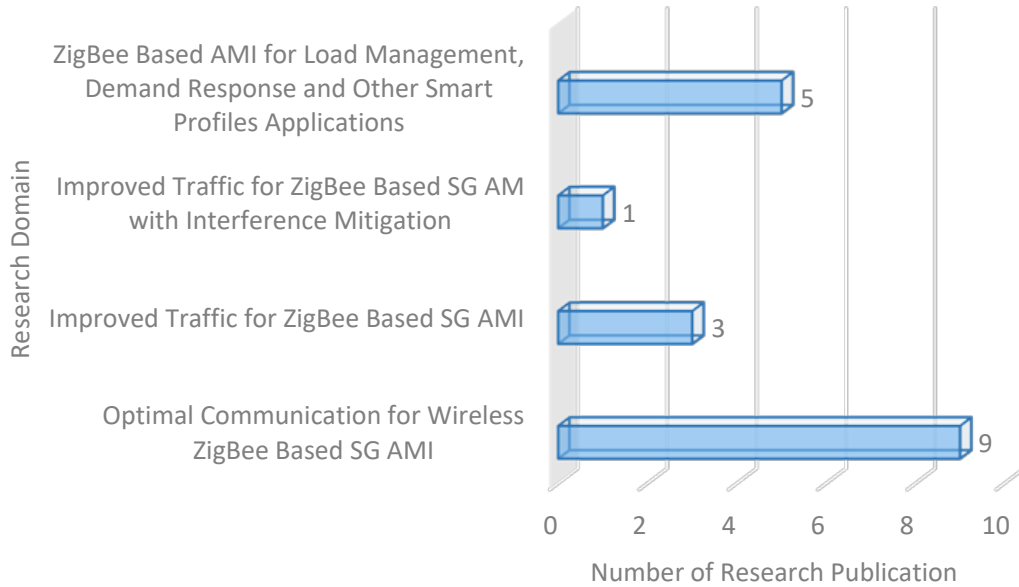 ZigBee Based AMI for Load Management,
Demand Response and Other Smart
Profiles Applications
5
Improved Traffic for ZigBee Based SG AM
with Interference Mitigation
1
Improved Traffic for ZigBee Based SG AMI
3
Optimal Communication for Wireless
ZigBee Based SG AMI
9
Research Domain
0 2 4 6 8 10
Number of Research Publication